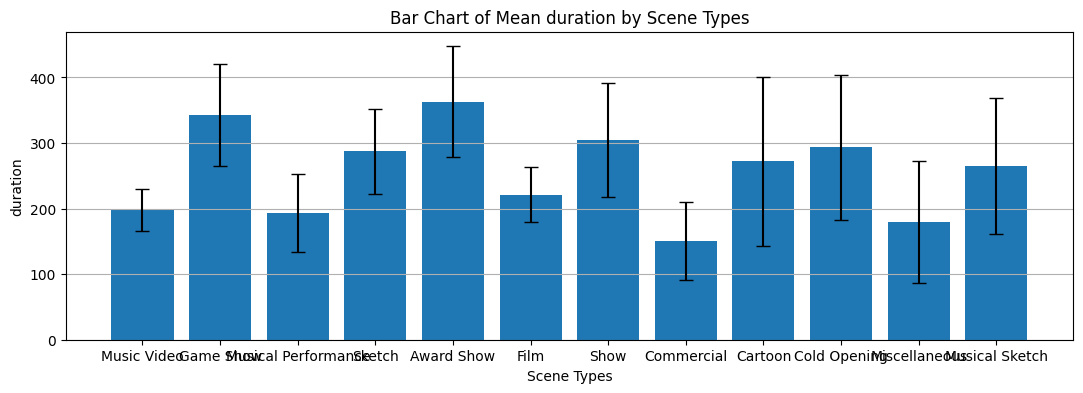 Bar Chart of Mean duration by Scene Types
400
300
200
100
0
duration
Music Video Game Show Musical Performance Sketch Award Show Film Show Commercial Cartoon Cold Opening Miscellaneous Musical Sketch
Scene Types